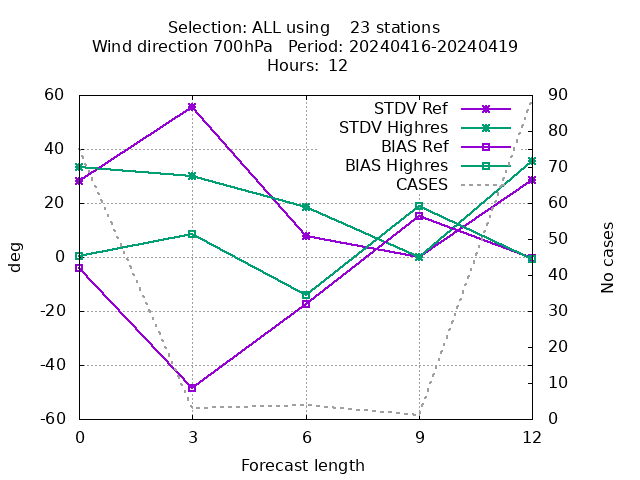 Selection: ALL using    23 stations
Wind direction 700hPa   Period: 20240416-20240419
Hours: 12
STDV Ref
STDV Highres
BIAS Ref
BIAS Highres
CASES
60
40
20
0
-20
-40
-60
deg
90
80
70
60
50
40
30
20
10
0
No cases
0 3 6 9 12
Forecast length